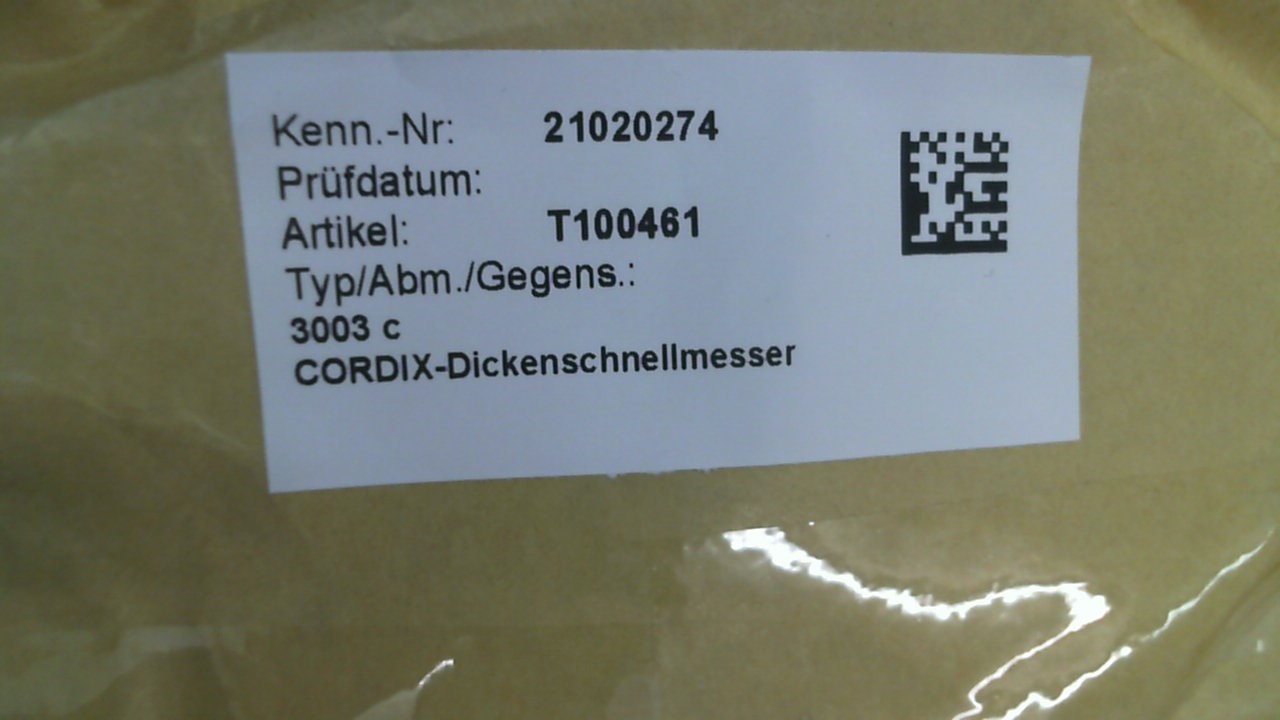 Kenn.-Nr: 21020274
Prüfdatum:
Artikel: T100461
Typ/Abm./Gegens.:
3003 c
CORDIX-Dickenschnellmesser